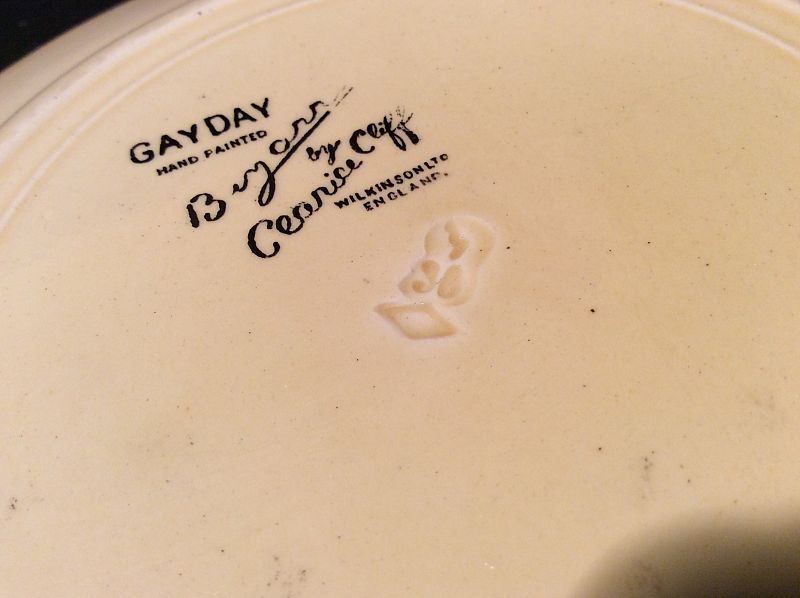 GAYDAY
HAND PAINTED
Bizarre
by
Clarice Cliff
WILKINSON LTD
ENGLAND.